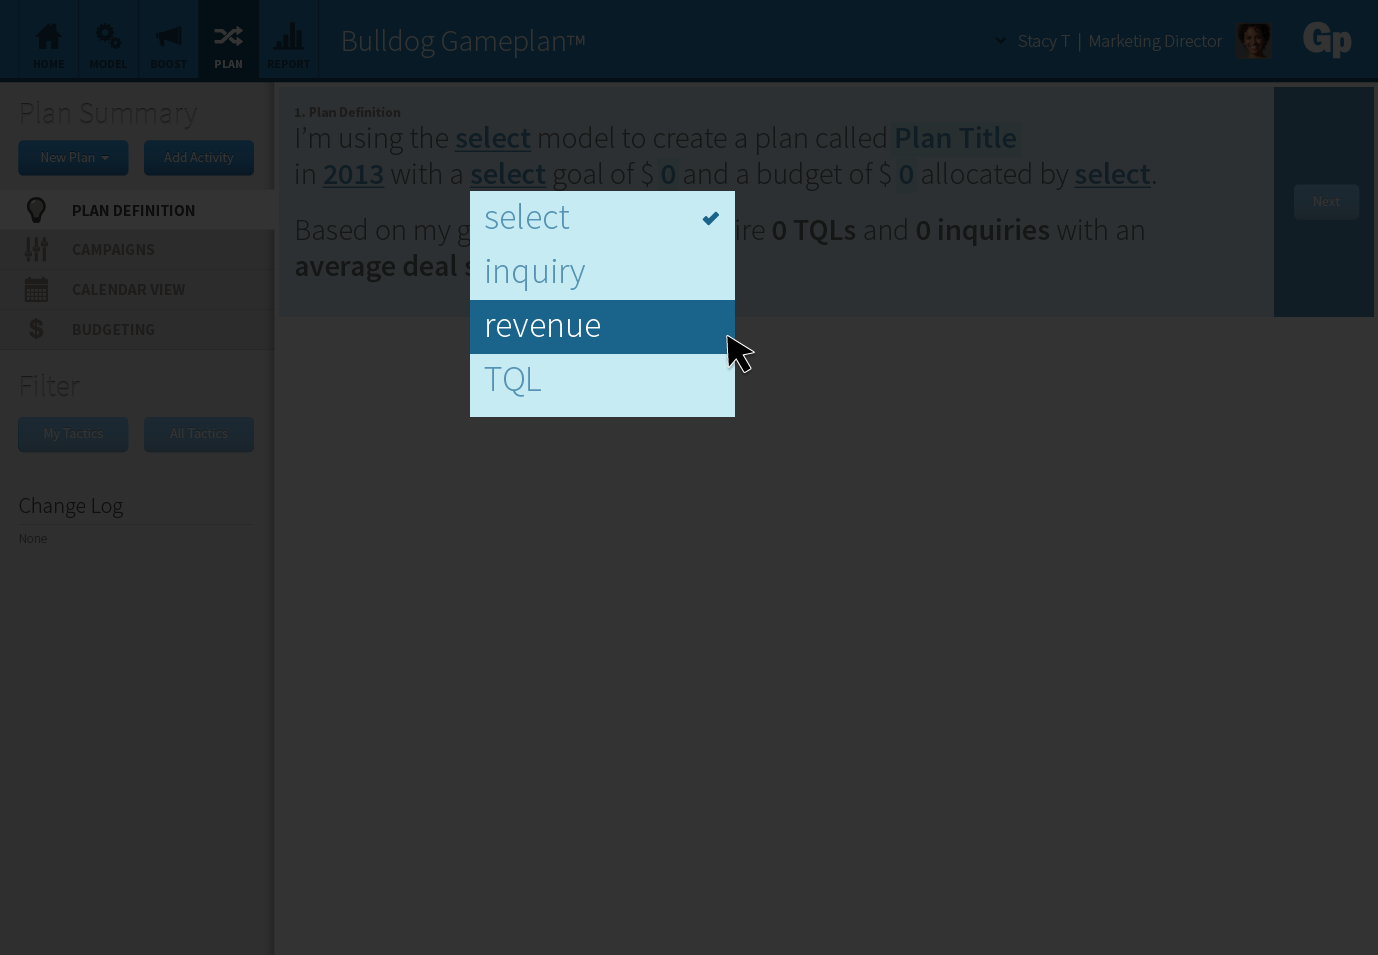 HOME
MODEL
BOOST
PLAN
REPORT
Bulldog Gameplan™
Stacy T | Marketing Director
Gp
Plan Summary
New Plan
Add Activity
PLAN DEFINITION
CAMPAIGNS
CALENDAR VIEW
BUDGETING
Filter
My Tactics
All Tactics
Change Log
None
1. Plan Definition
I'm using the select model to create a plan called Plan Title
in 2013 with a select goal of $ 0 and a budget of $ 0 allocated by select.
Based on my g
ire 0 TQLs and 0 inquiries with an
average deal s
select
inquiry
revenue
TQL
Next